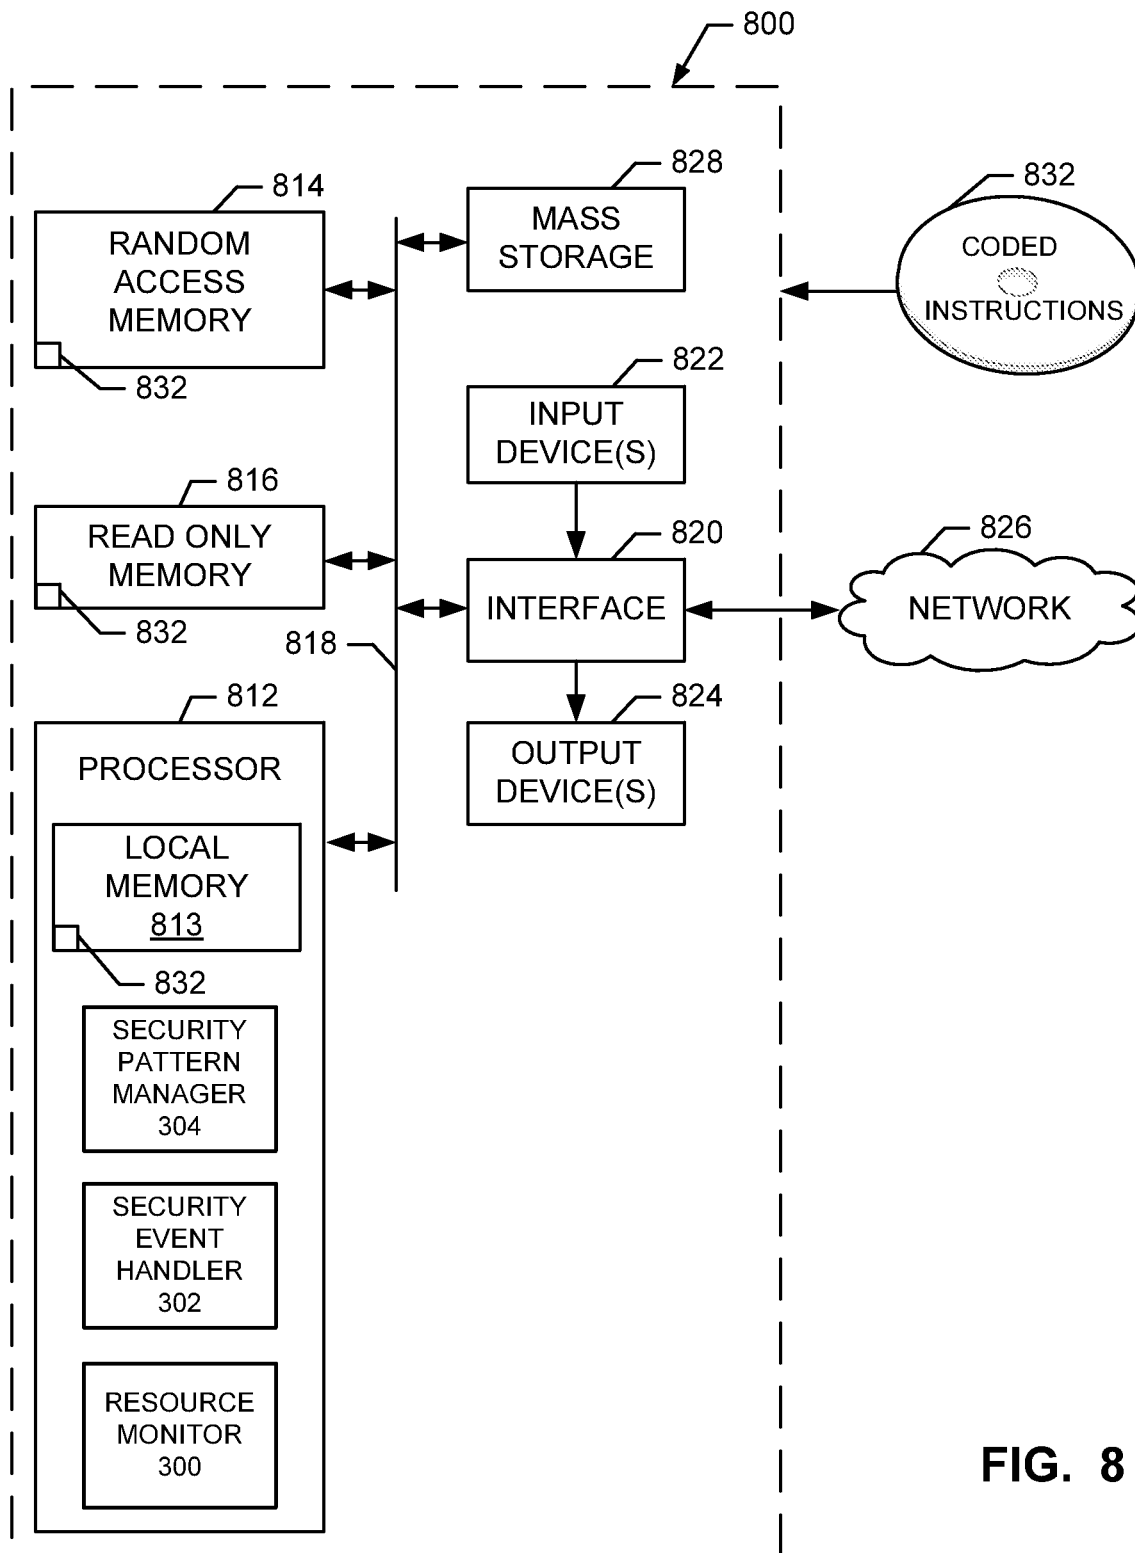 800
814
RANDOM
ACCESS
MEMORY
832
828
MASS
STORAGE
832
CODED
INSTRUCTIONS
822
INPUT
DEVICE(S)
816
READ ONLY
MEMORY
832
820
INTERFACE
826
NETWORK
818
812
PROCESSOR
824
OUTPUT
DEVICE(S)
LOCAL
MEMORY
813
832
SECURITY
PATTERN
MANAGER
304
SECURITY
EVENT
HANDLER
302
RESOURCE
MONITOR
300
FIG. 8